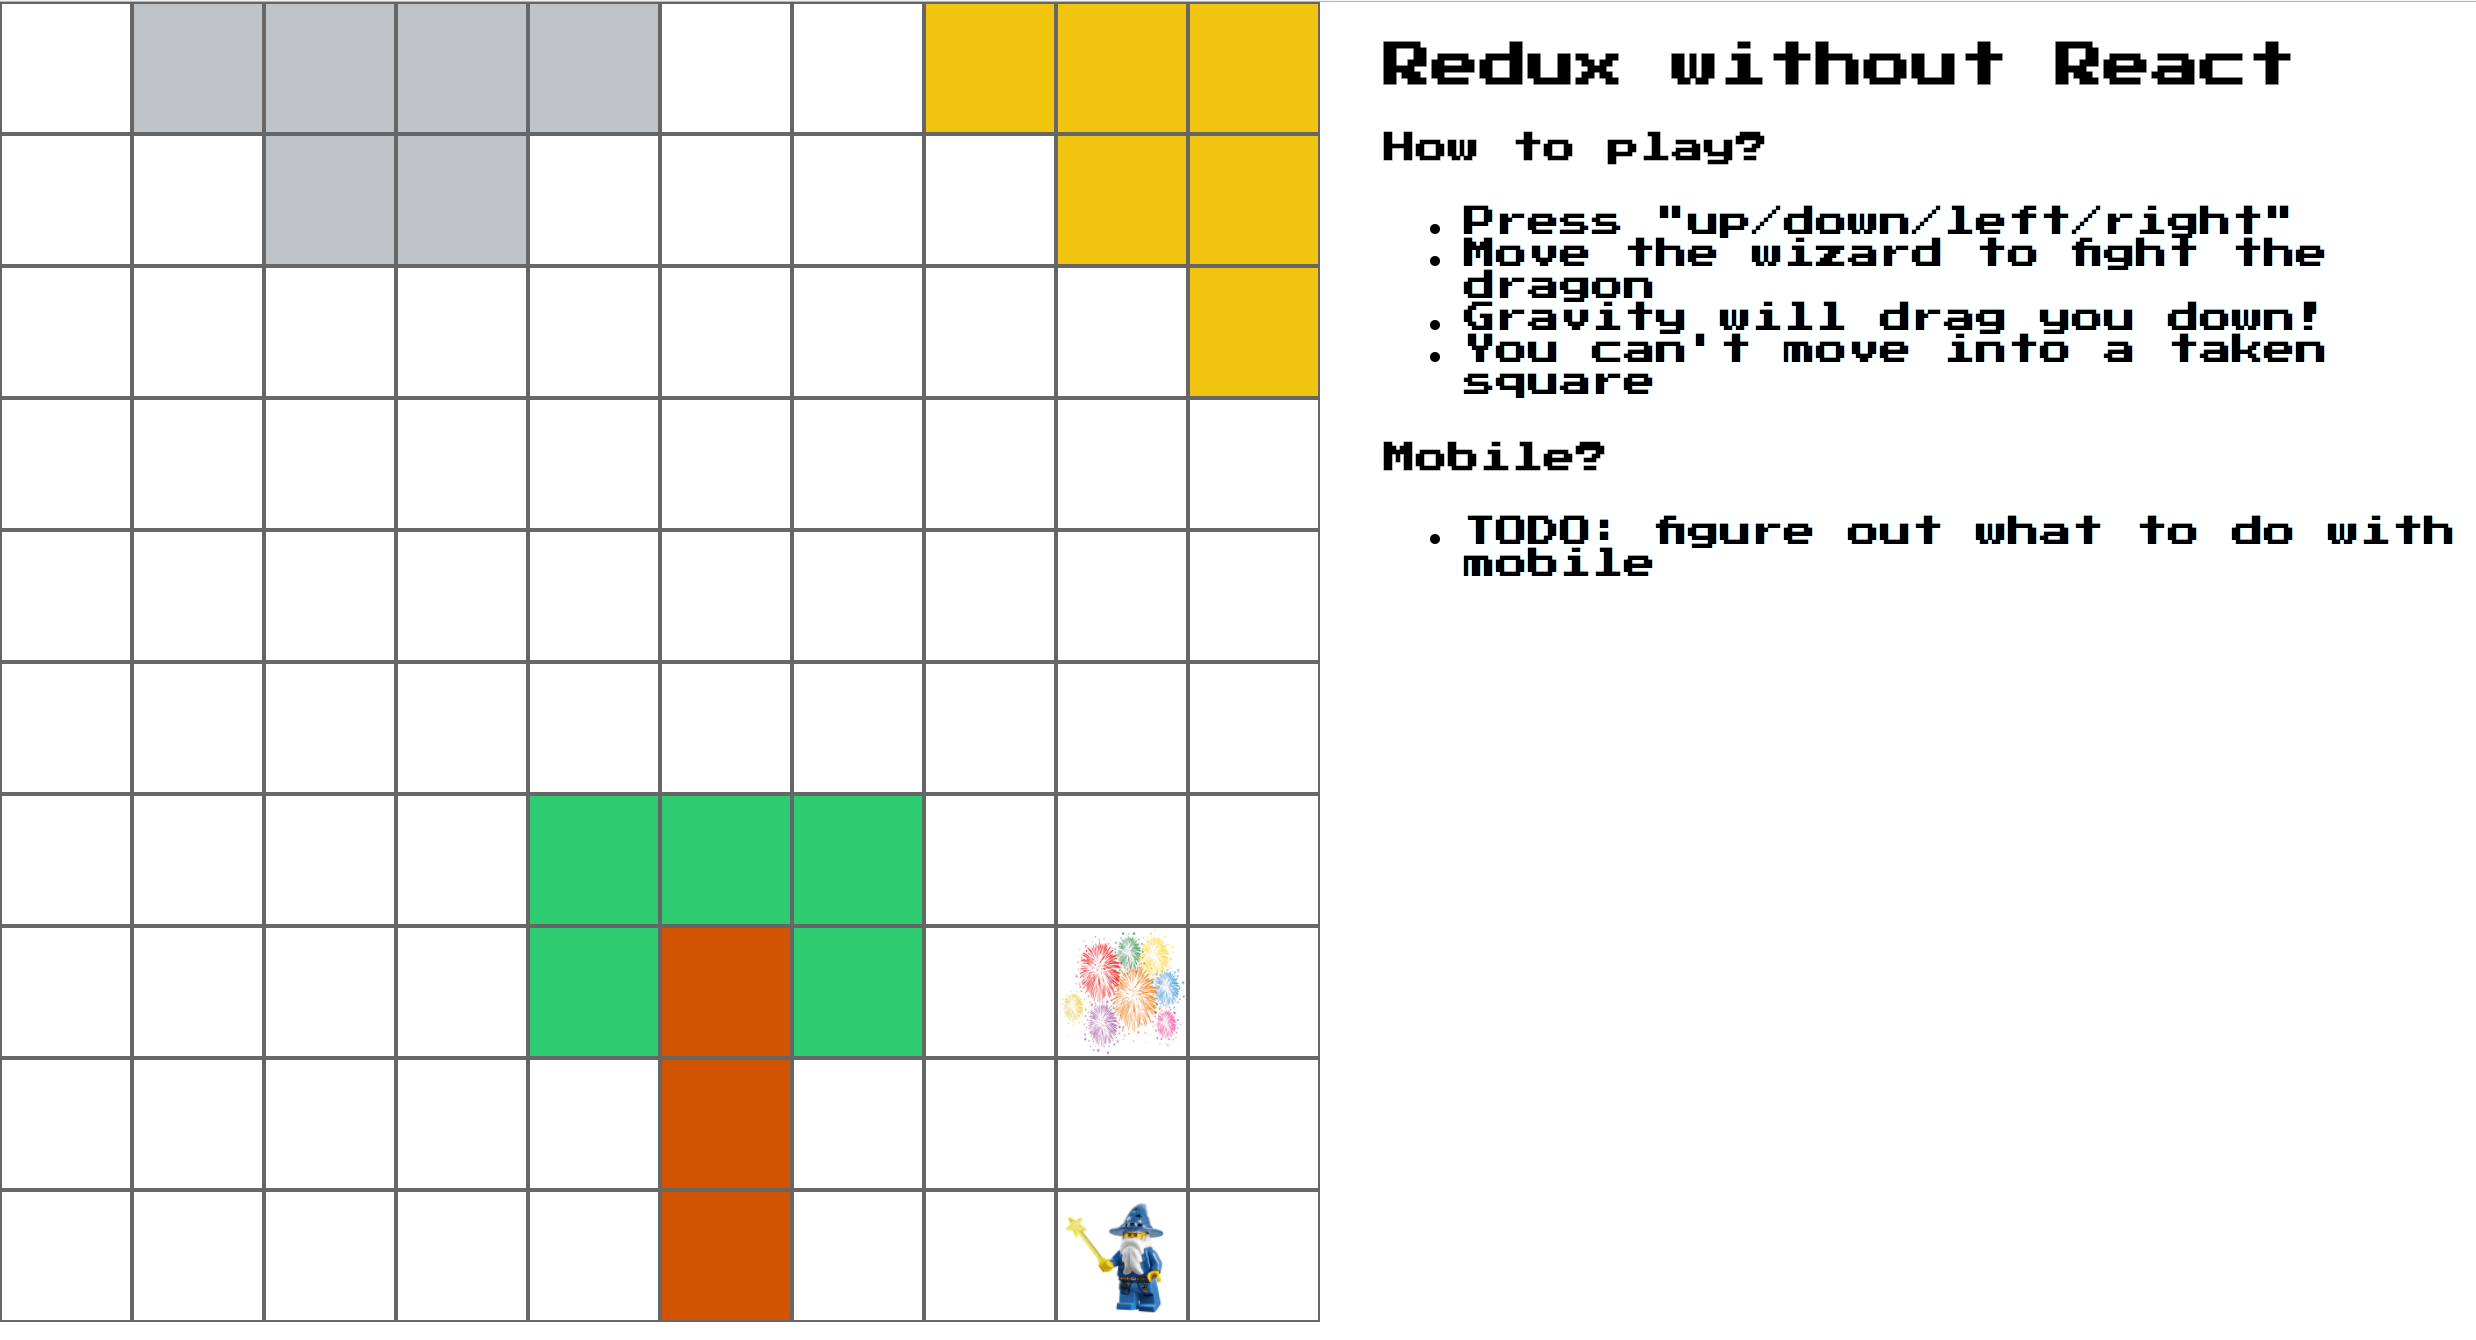 Redux without React
How to play?
Press "up/down/left/right"
Move the wizard to fight the
dragon
Gravity will drag you down!
You can't move into a taken
square
Mobile?
TODO: figure out what to do with
mobile